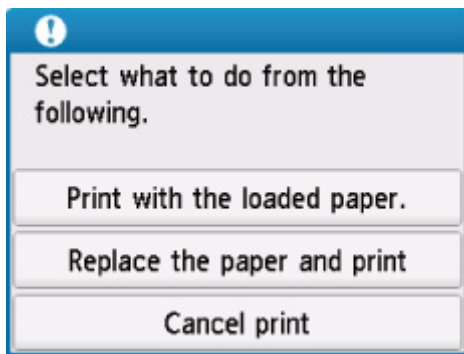 Select what to do from the
following.
Print with the loaded paper.
Replace the paper and print
Cancel print